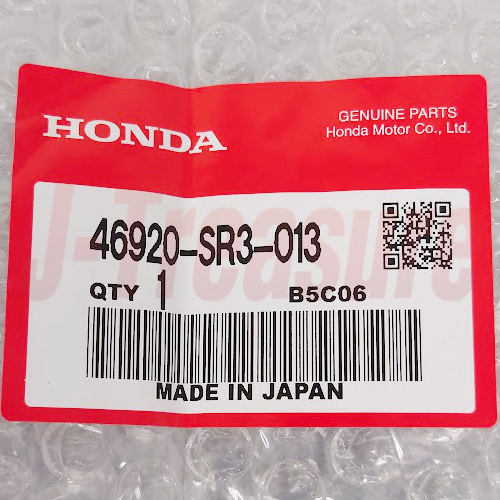 HONDA
GENUINE PARTS
Honda Motor Co., Ltd.
46920-SR3-013
QTY 1 B5C06
MADE IN JAPAN
J-Treasure